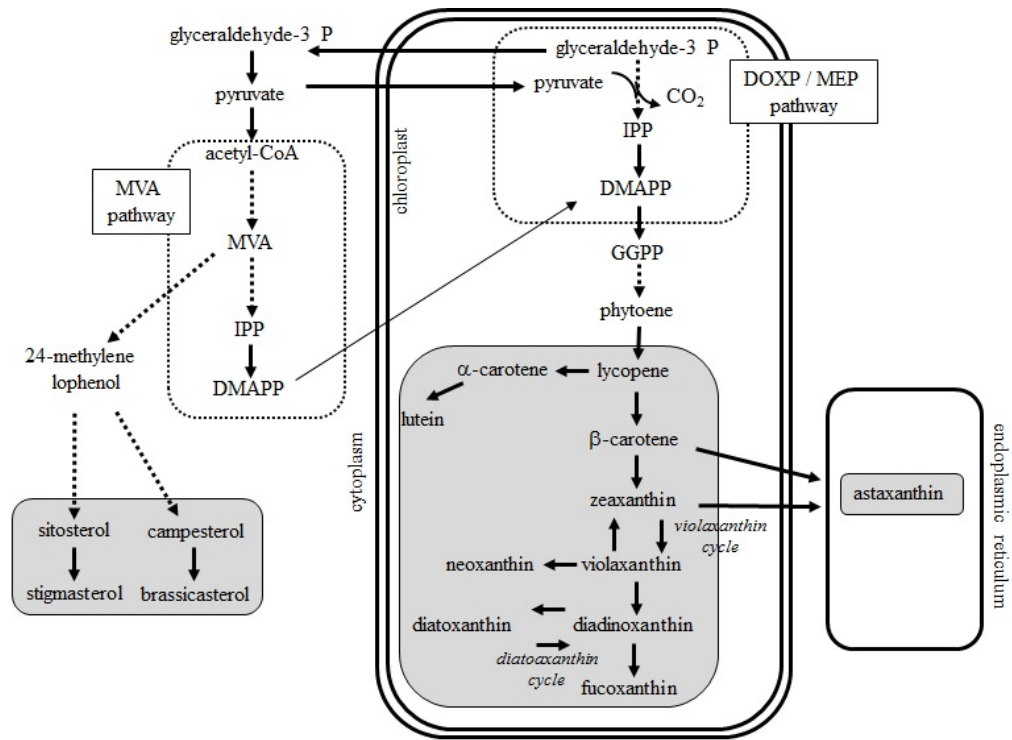 glyceraldehyde-3 P
pyruvate
acetyl-CoA
MVA
pathway
MVA
IPP
DMAPP
24-methylene
lophenol
sitosterol
campesterol
stigmasterol
brassicasterol
cytoplasm
chloroplast
glyceraldehyde-3 P
pyruvate
CO₂
DOXP / MEP
pathway
IPP
DMAPP
GGPP
phytoene
α-carotene
lycopene
lutein
β-carotene
zeaxanthin
violaxanthin
cycle
neoxanthin
violaxanthin
diatoxanthin
diadinoxanthin
diatoaxanthin
cycle
fucoxanthin
astaxanthin
endoplasmic reticulum